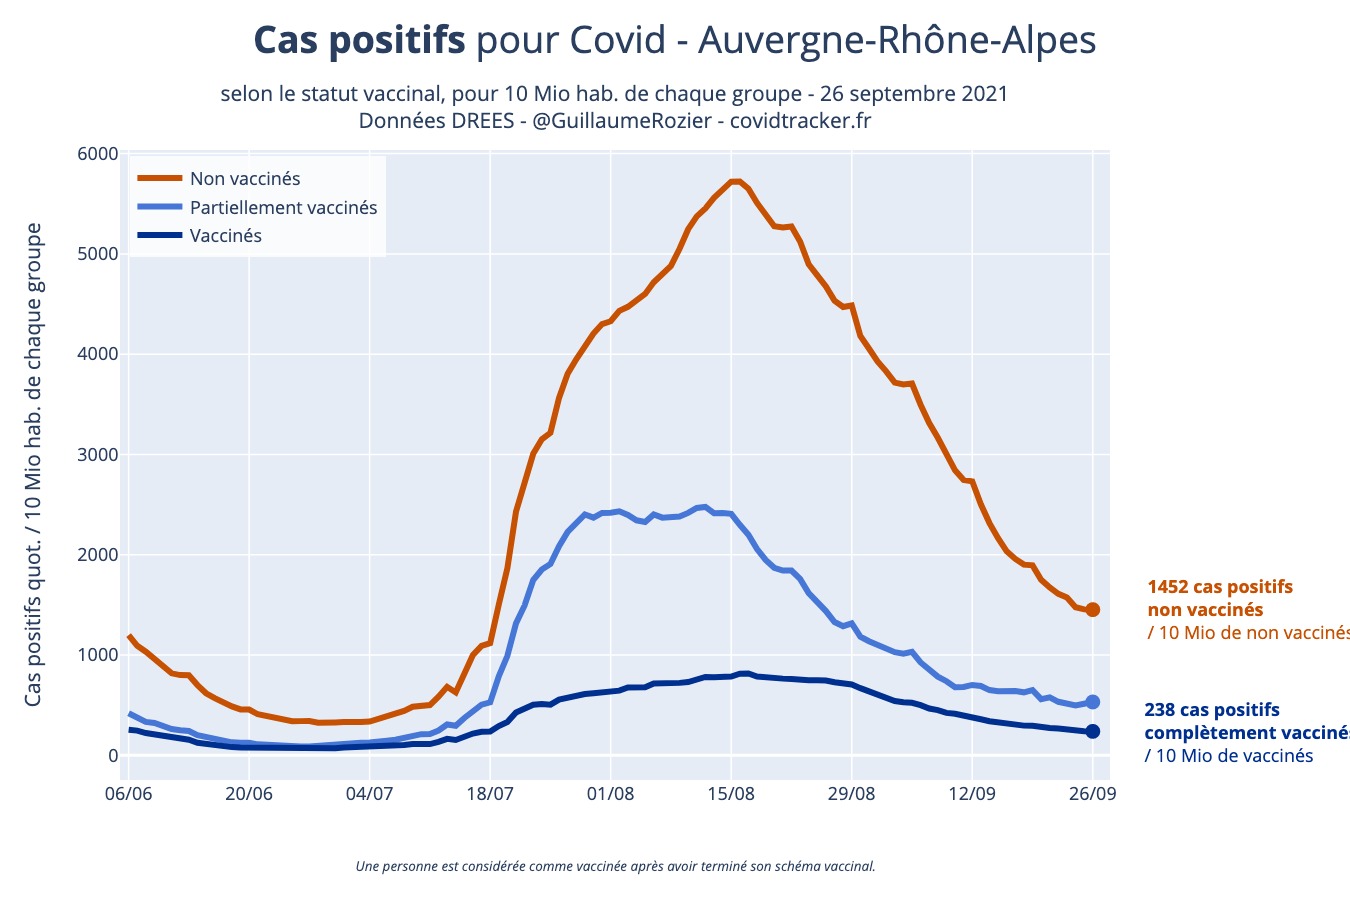 Cas positifs pour Covid - Auvergne-Rhône-Alpes
selon le statut vaccinal, pour 10 Mio hab. de chaque groupe - 26 septembre 2021
Données DREES - @GuillaumeRozier - covidtracker.fr
Cas positifs quot. / 10 Mio hab. de chaque groupe
6000
5000
4000
3000
2000
1000
0
Non vaccinés
Partiellement vaccinés
Vaccinés
1452 cas positifs
non vaccinés
/ 10 Mio de non vaccinés
238 cas positifs
complètement vaccinés
/ 10 Mio de vaccinés
06/06
20/06
04/07
18/07
01/08
15/08
29/08
12/09
26/09
Une personne est considérée comme vaccinée après avoir terminé son schéma vaccinal.